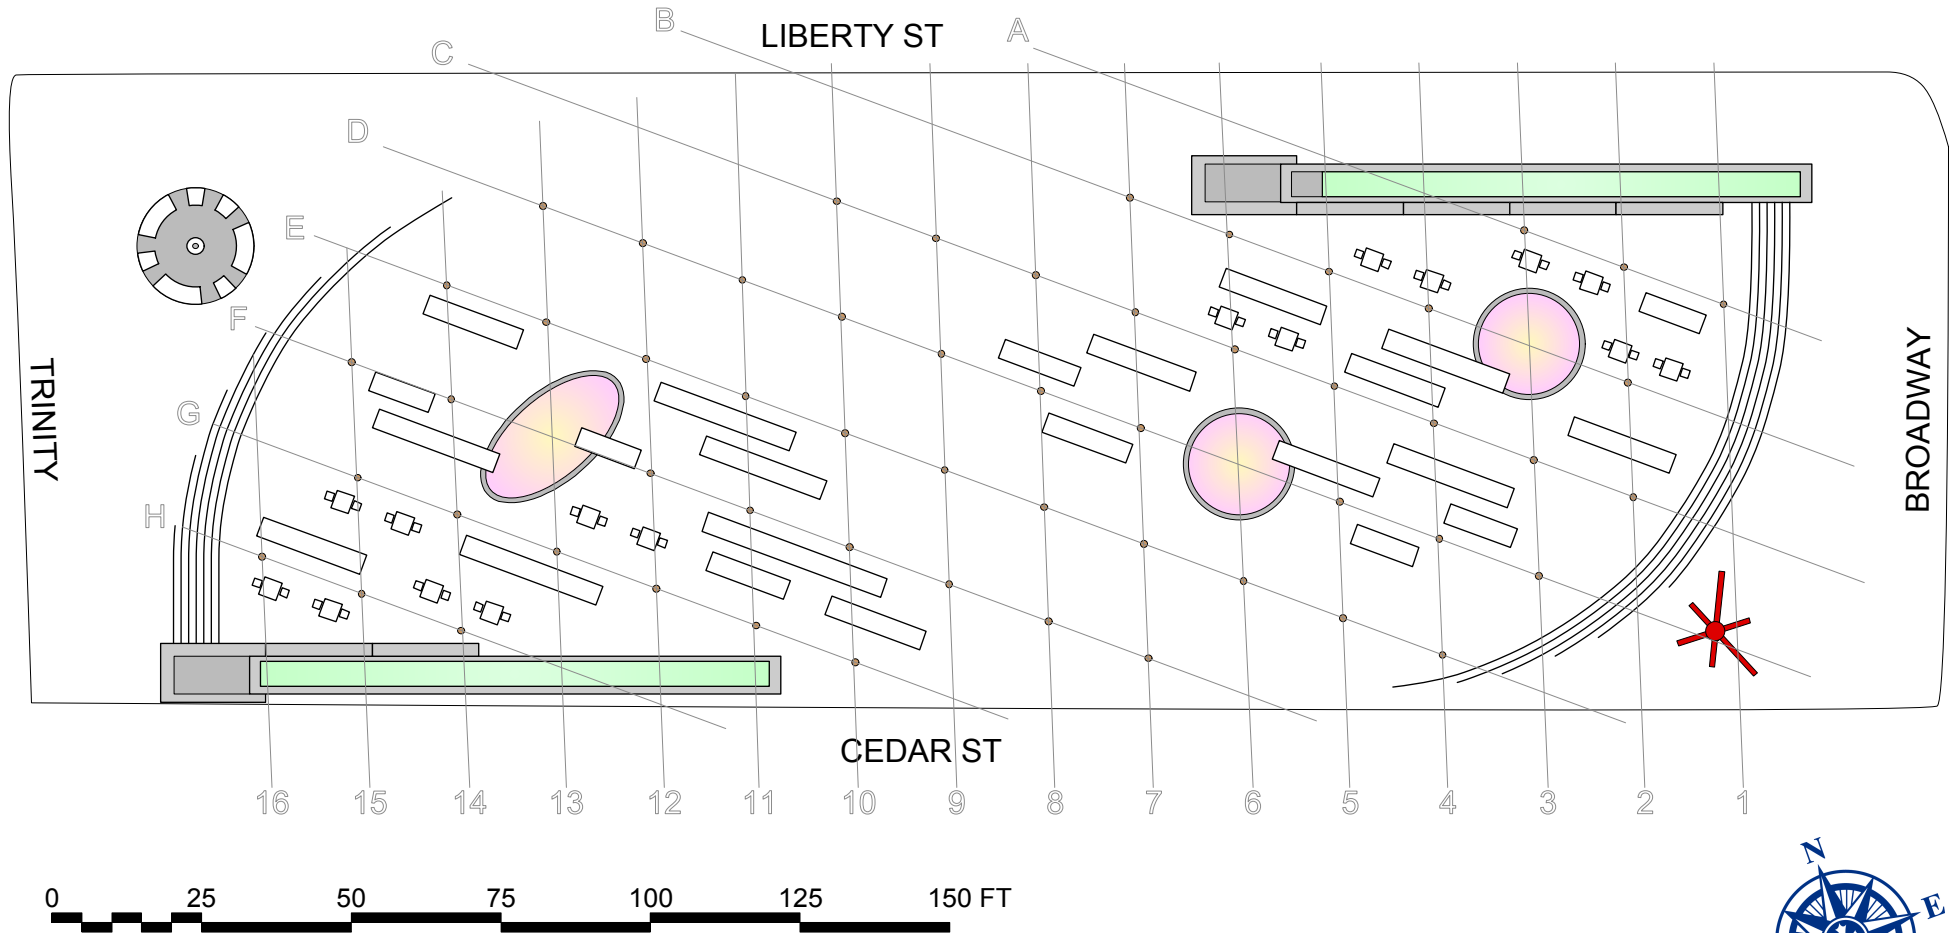 B
LIBERTY ST
A
C
D
E
F
TRINITY
BROADWAY
G
H
CEDAR ST
16 15 14 13 12 11 10 9 8 7 6 5 4 3 2 1
N
E
0 25 50 75 100 125 150 FT